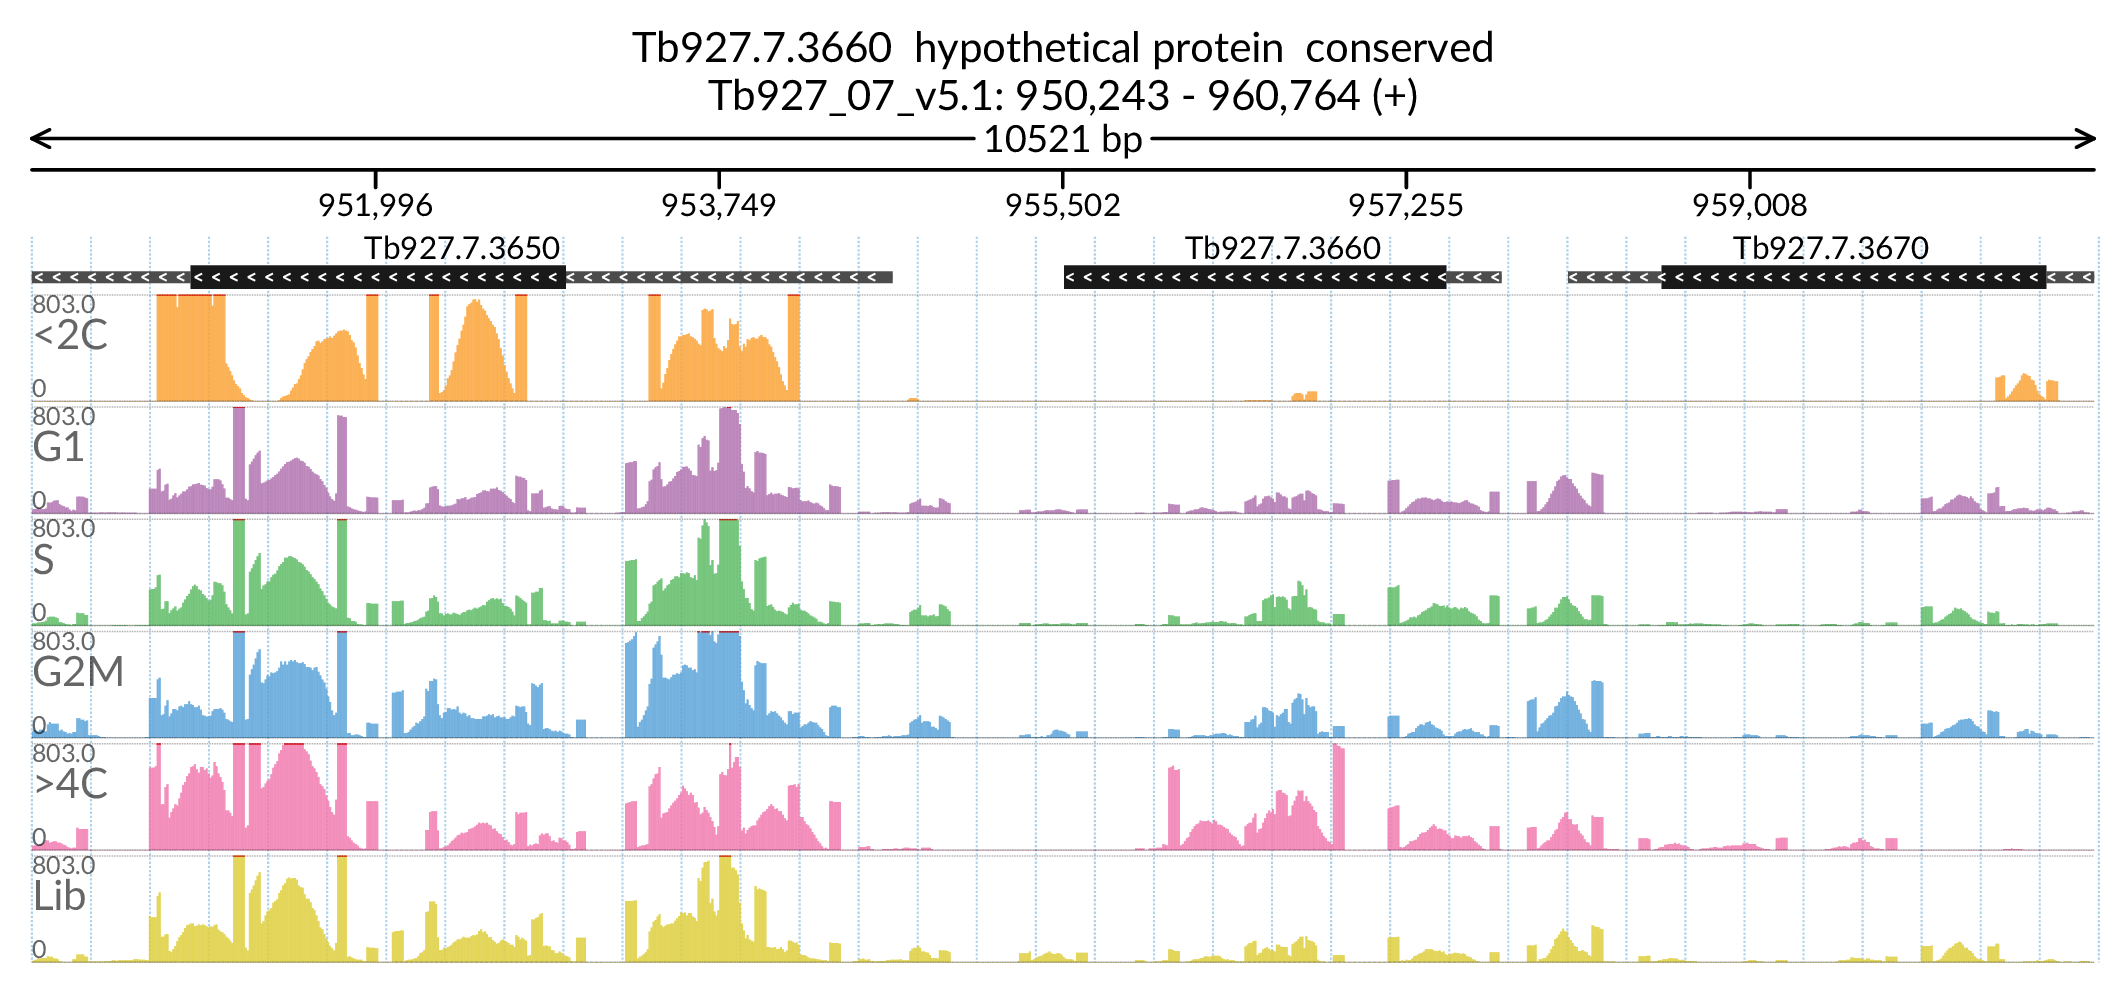 Tb927.7.3660  hypothetical protein  conserved
Tb927_07_v5.1: 950,243 - 960,764 (+)
10521 bp
951,996 953,749 955,502 957,255 959,008
Tb927.7.3650 Tb927.7.3660 Tb927.7.3670
803.0
<2C
0
803.0
G1
0
803.0
S
0
803.0
G2M
0
803.0
>4C
0
803.0
Lib
0